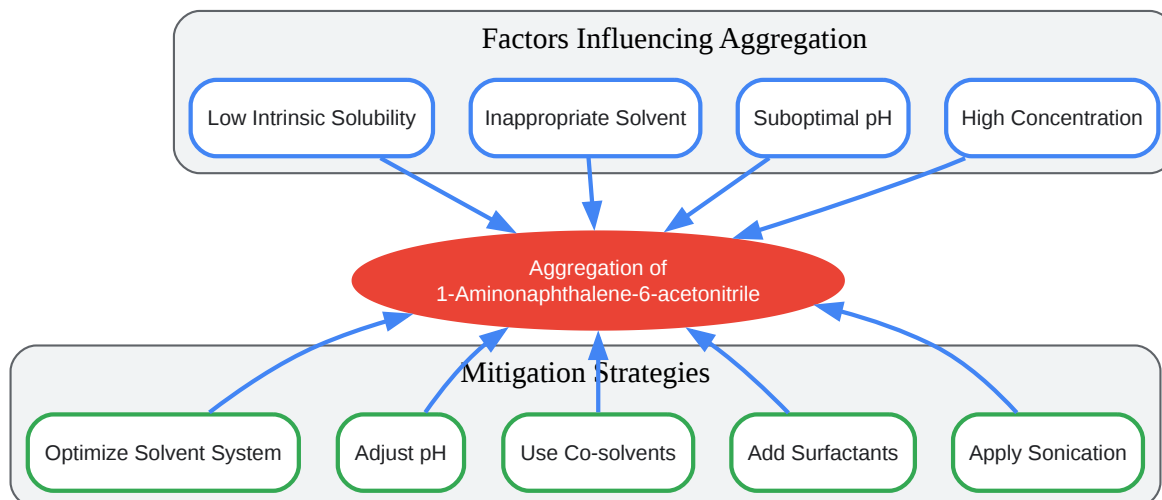 Factors Influencing Aggregation
Low Intrinsic Solubility
Inappropriate Solvent
Suboptimal pH
High Concentration
Aggregation of
1-Aminonaphthalene-6-acetonitrile
Mitigation Strategies
Optimize Solvent System
Adjust pH
Use Co-solvents
Add Surfactants
Apply Sonication